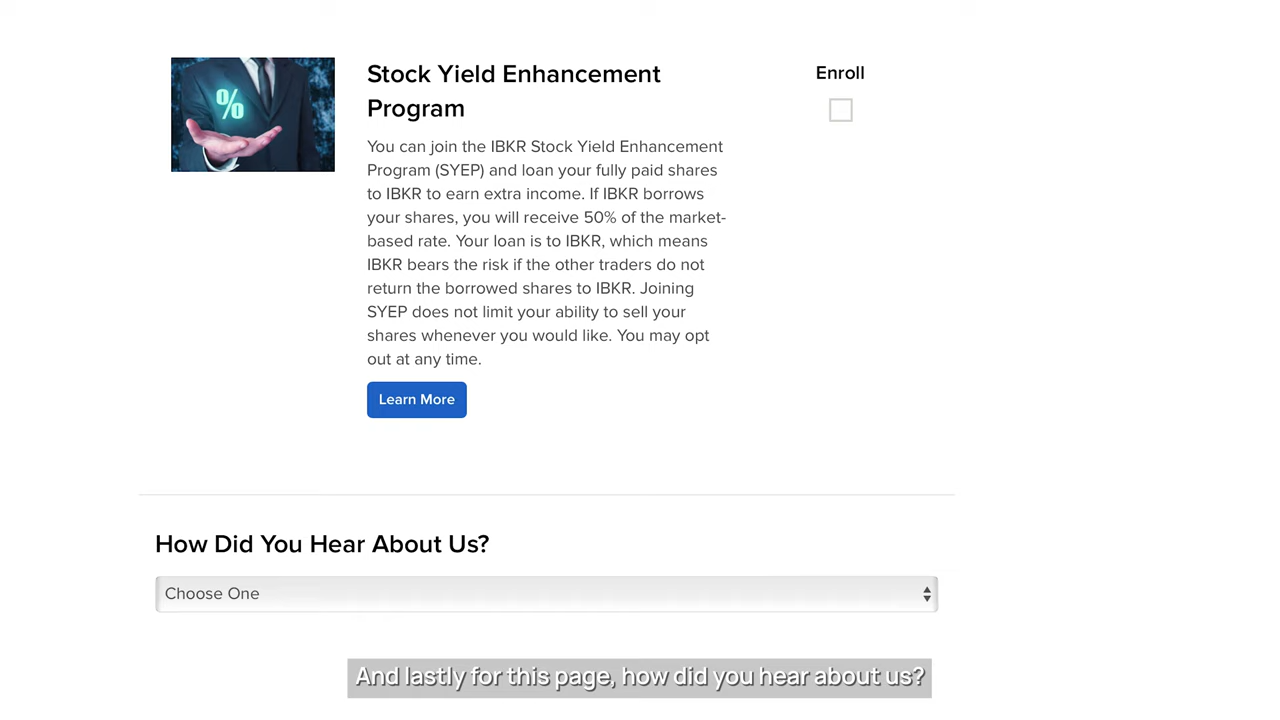 Stock Yield Enhancement
Program
Enroll
%
You can join the IBKR Stock Yield Enhancement
Program (SYEP) and loan your fully paid shares
to IBKR to earn extra income. If IBKR borrows
your shares, you will receive 50% of the market-
based rate. Your loan is to IBKR, which means
IBKR bears the risk if the other traders do not
return the borrowed shares to IBKR. Joining
SYEP does not limit your ability to sell your
shares whenever you would like. You may opt
out at any time.
Learn More
How Did You Hear About Us?
Choose One
And lastly for this page, how did you hear about us?